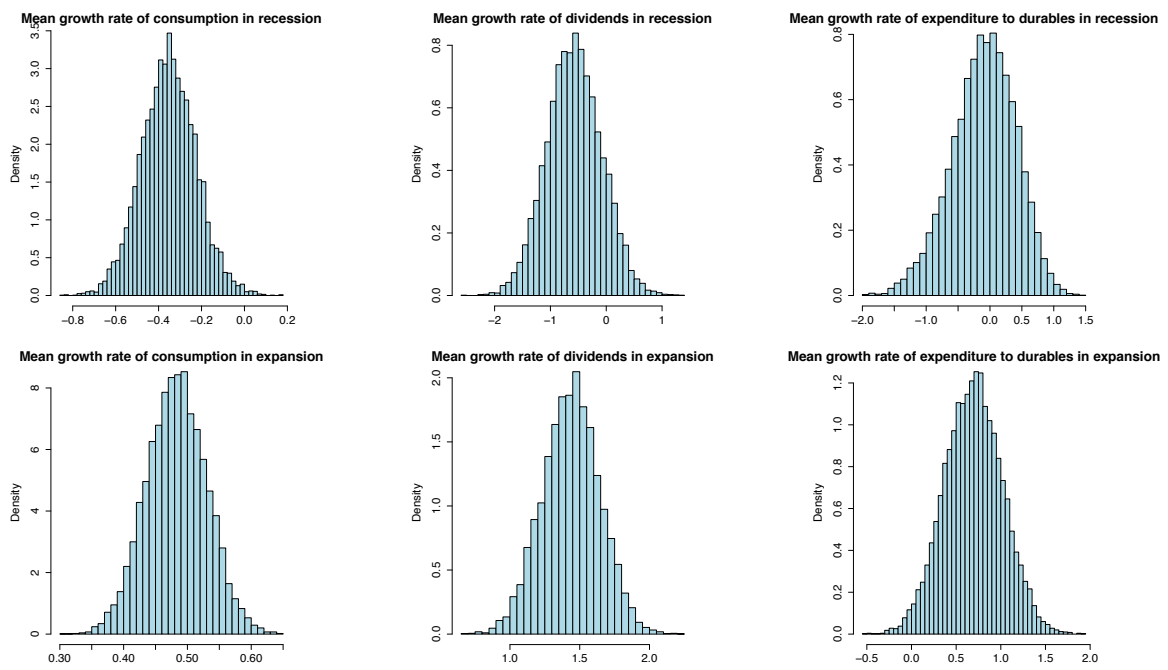 Mean growth rate of consumption in recession
Density
0.0 0.5 1.0 1.5 2.0 2.5 3.0 3.5
−0.8 −0.6 −0.4 −0.2 0.0 0.2
Mean growth rate of dividends in recession
Density
0.0 0.2 0.4 0.6 0.8
−2 −1 0 1
Mean growth rate of expenditure to durables in recession
Density
0.0 0.2 0.4 0.6 0.8
−2.0 −1.0 0.0 0.5 1.0 1.5
Mean growth rate of consumption in expansion
Density
0 2 4 6 8
0.30 0.40 0.50 0.60
Mean growth rate of dividends in expansion
Density
0.0 0.5 1.0 1.5 2.0
1.0 1.5 2.0
Mean growth rate of expenditure to durables in expansion
Density
0.0 0.2 0.4 0.6 0.8 1.0 1.2
−0.5 0.0 0.5 1.0 1.5 2.0